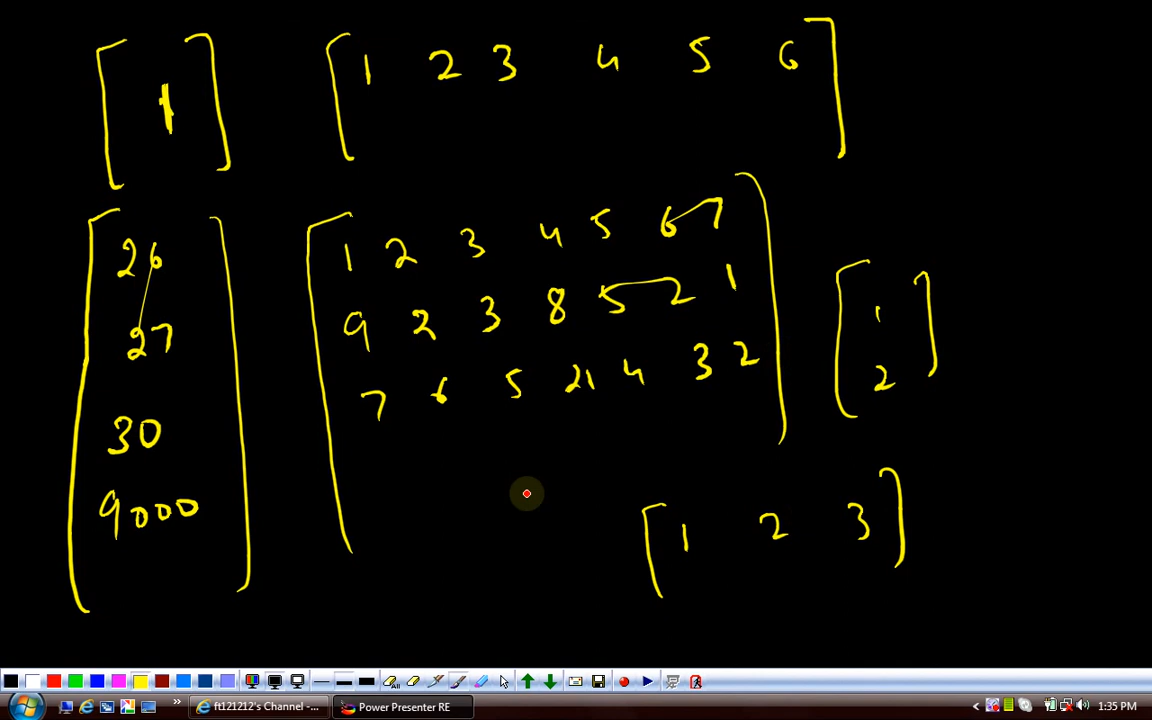 [1] [1 2 3 4 5 6]
[26 27 30 9000]
[1 2 3 4 5 6 7
9 2 3 8 5 2 1
7 6 5 21 4 3 2]
[1 2]
[1 2 3]
All
ft121212's Channel -...
Power Presenter RE
1:35 PM